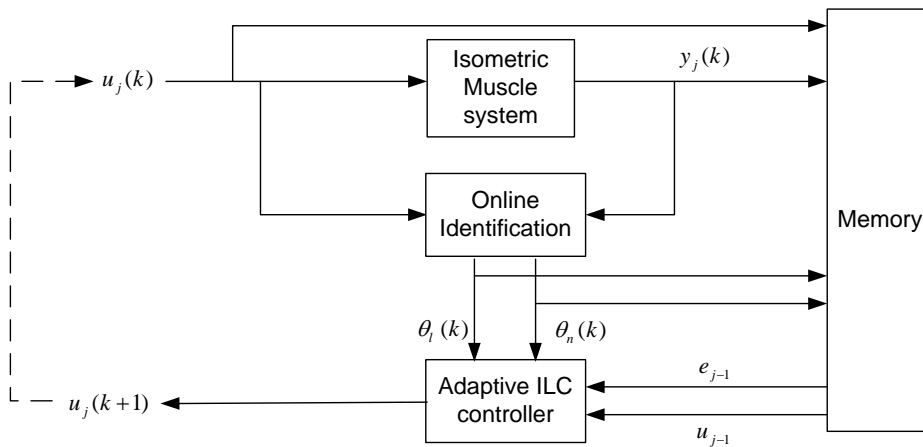 Isometric
Muscle
system
u_j(k)
y_j(k)
Online
Identification
Memory
θ_l(k)
θ_n(k)
Adaptive ILC
controller
e_{j−1}
u_j(k+1)
u_{j−1}